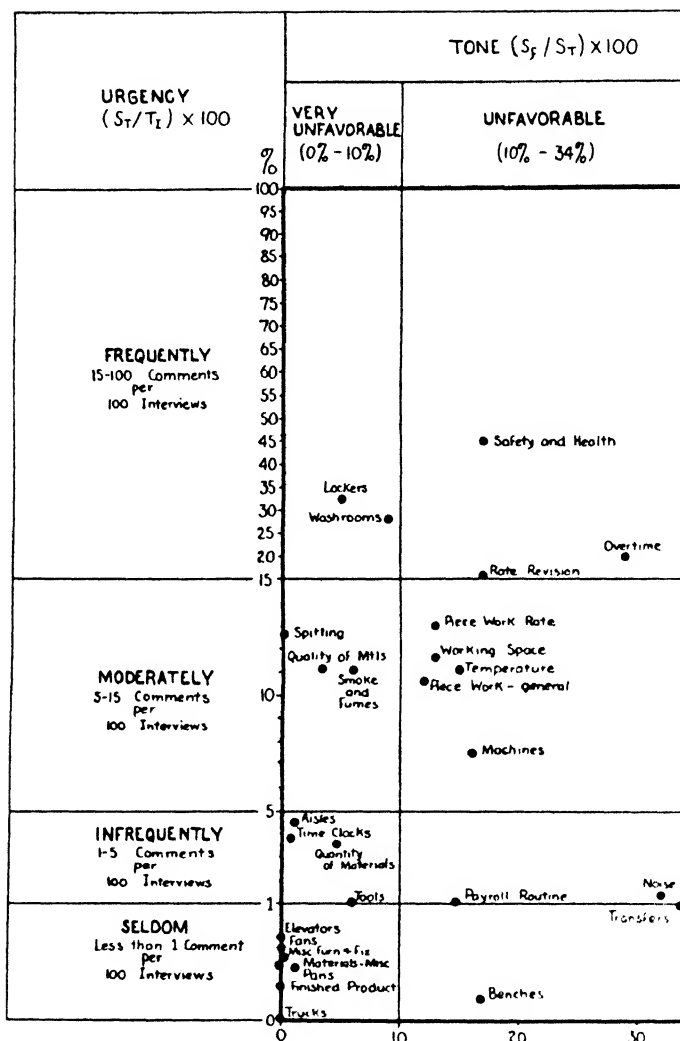 TONE (Sf/ST) X 100
URGENCY
(ST/TI) X 100
VERY
UNFAVORABLE
(0% - 10%)
UNFAVORABLE
(10% - 34%)
%
100
95
90
85
80
75
70
65
60
55
50
45
40
35
30
25
20
15
10
5
1
0
FREQUENTLY
15-100 Comments
per
100 Interviews
Safety and Health
Lockers
Washrooms
Overtime
Rate Revision
MODERATELY
5-15 Comments
per
100 Interviews
Spitting
Quality of Mtls
Smoke
and
Fumes
Piece Work Rate
Working Space
Temperature
Piece Work - general
Machines
INFREQUENTLY
1-5 Comments
per
100 Interviews
Aisles
Time Clocks
Quantity
of Materials
Tools
Payroll Routine
Noise
Transfers
SELDOM
Less than 1 Comment
per
100 Interviews
Elevators
Fans
Misc Furn & Fix
Materials-Misc
Pans
Finished Product
Trucks
Benches
0 10 20 30